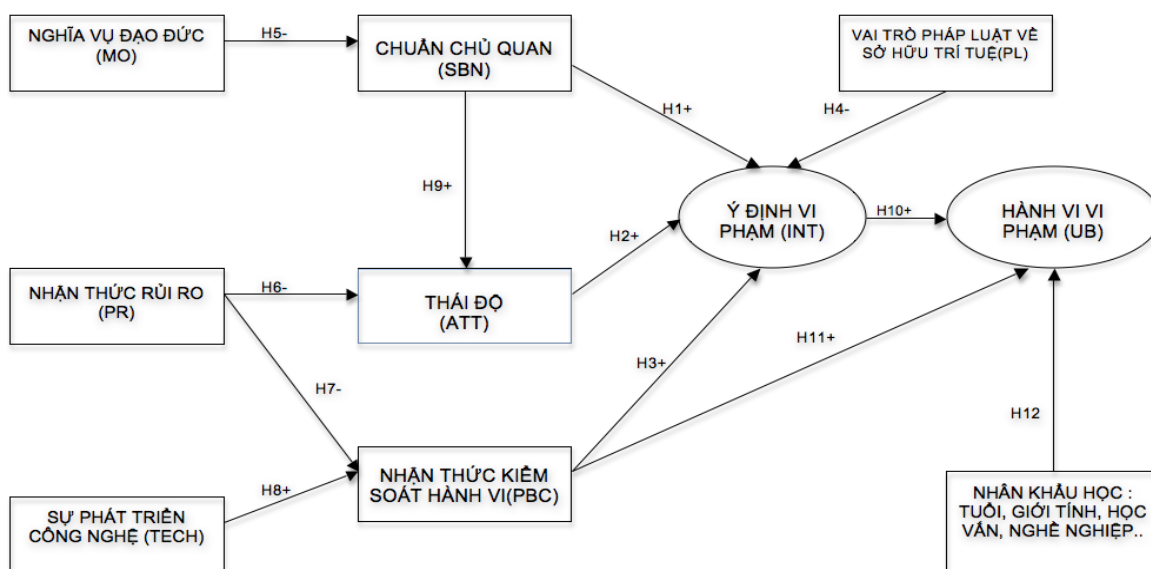 NGHĨA VỤ ĐẠO ĐỨC
(MO)
H5-
CHUẨN CHỦ QUAN
(SBN)
VAI TRÒ PHÁP LUẬT VỀ
SỞ HỮU TRÍ TUỆ(PL)
H1+
H4-
H9+
Ý ĐỊNH VI
PHẠM (INT)
H10+
HÀNH VI VI
PHẠM (UB)
H2+
NHẬN THỨC RỦI RO
(PR)
H6-
THÁI ĐỘ
(ATT)
H11+
H3+
H7-
H12
NHẬN THỨC KIỂM
SOÁT HÀNH VI(PBC)
H8+
SỰ PHÁT TRIỂN
CÔNG NGHỆ (TECH)
NHÂN KHẨU HỌC :
TUỔI, GIỚI TÍNH, HỌC
VẤN, NGHỀ NGHIỆP..